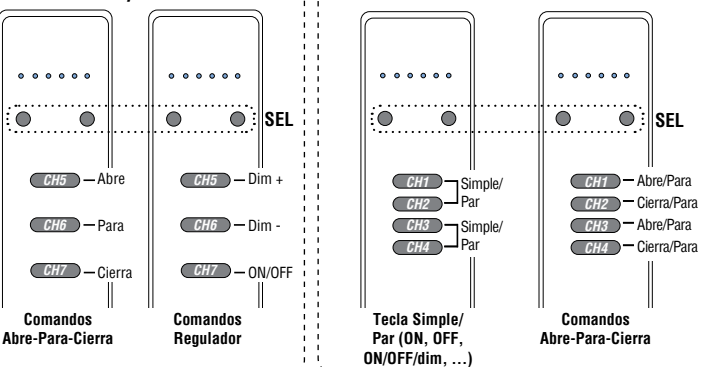 SEL
CH5 Abre
CH6 Para
CH7 Cierra
Comandos
Abre-Para-Cierra
CH5 Dim +
CH6 Dim -
CH7 ON/OFF
Comandos
Regulador
SEL
CH1 Simple/
CH2 Par
CH3 Simple/
CH4 Par
Tecla Simple/
Par (ON, OFF,
ON/OFF/dim, ...)
CH1 Abre/Para
CH2 Cierra/Para
CH3 Abre/Para
CH4 Cierra/Para
Comandos
Abre-Para-Cierra